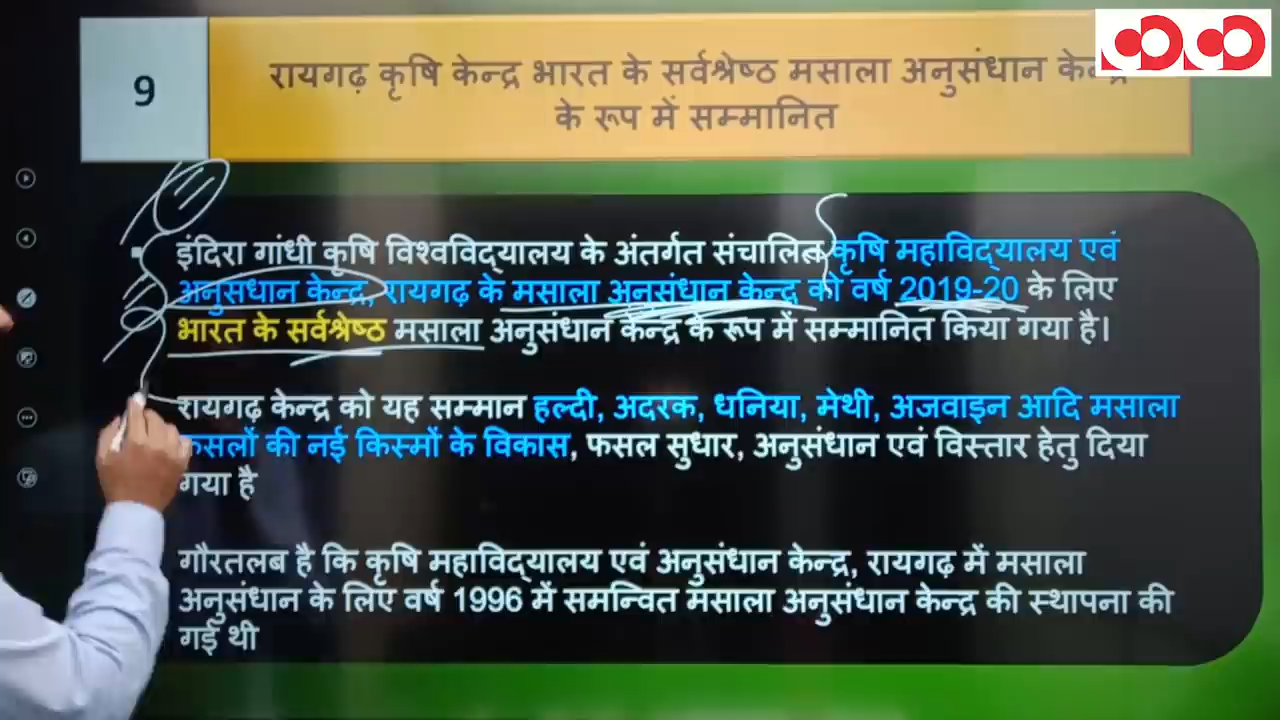 9
रायगढ़ कृषि केन्द्र भारत के सर्वश्रेष्ठ मसाला अनुसंधान
के रूप में सम्मानित
इंदिरा गांधी कृषि विश्वविद्यालय के अंतर्गत संचालित कृषि महाविद्यालय एवं
अनुसंधान केन्द्र, रायगढ़ के मसाला अनुसंधान केन्द्र को वर्ष 2019-20 के लिए
भारत के सर्वश्रेष्ठ मसाला अनुसंधान केन्द्र के रूप में सम्मानित किया गया है।
रायगढ़ केन्द्र को यह सम्मान हल्दी, अदरक, धनिया, मेथी, अजवाइन आदि मसाला
फसलों की नई किस्मों के विकास, फसल सुधार, अनुसंधान एवं विस्तार हेतु दिया
गया है
गौरतलब है कि कृषि महाविद्यालय एवं अनुसंधान केन्द्र, रायगढ़ में मसाला
अनुसंधान के लिए वर्ष 1996 में समन्वित मसाला अनुसंधान केन्द्र की स्थापना की
गई थी